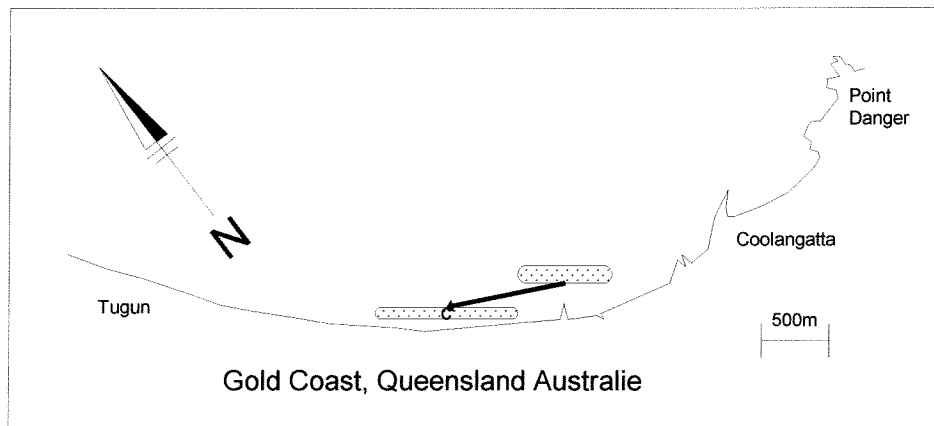 Point
Danger
N
Coolangatta
Tugun
C
500m
Gold Coast, Queensland Australie